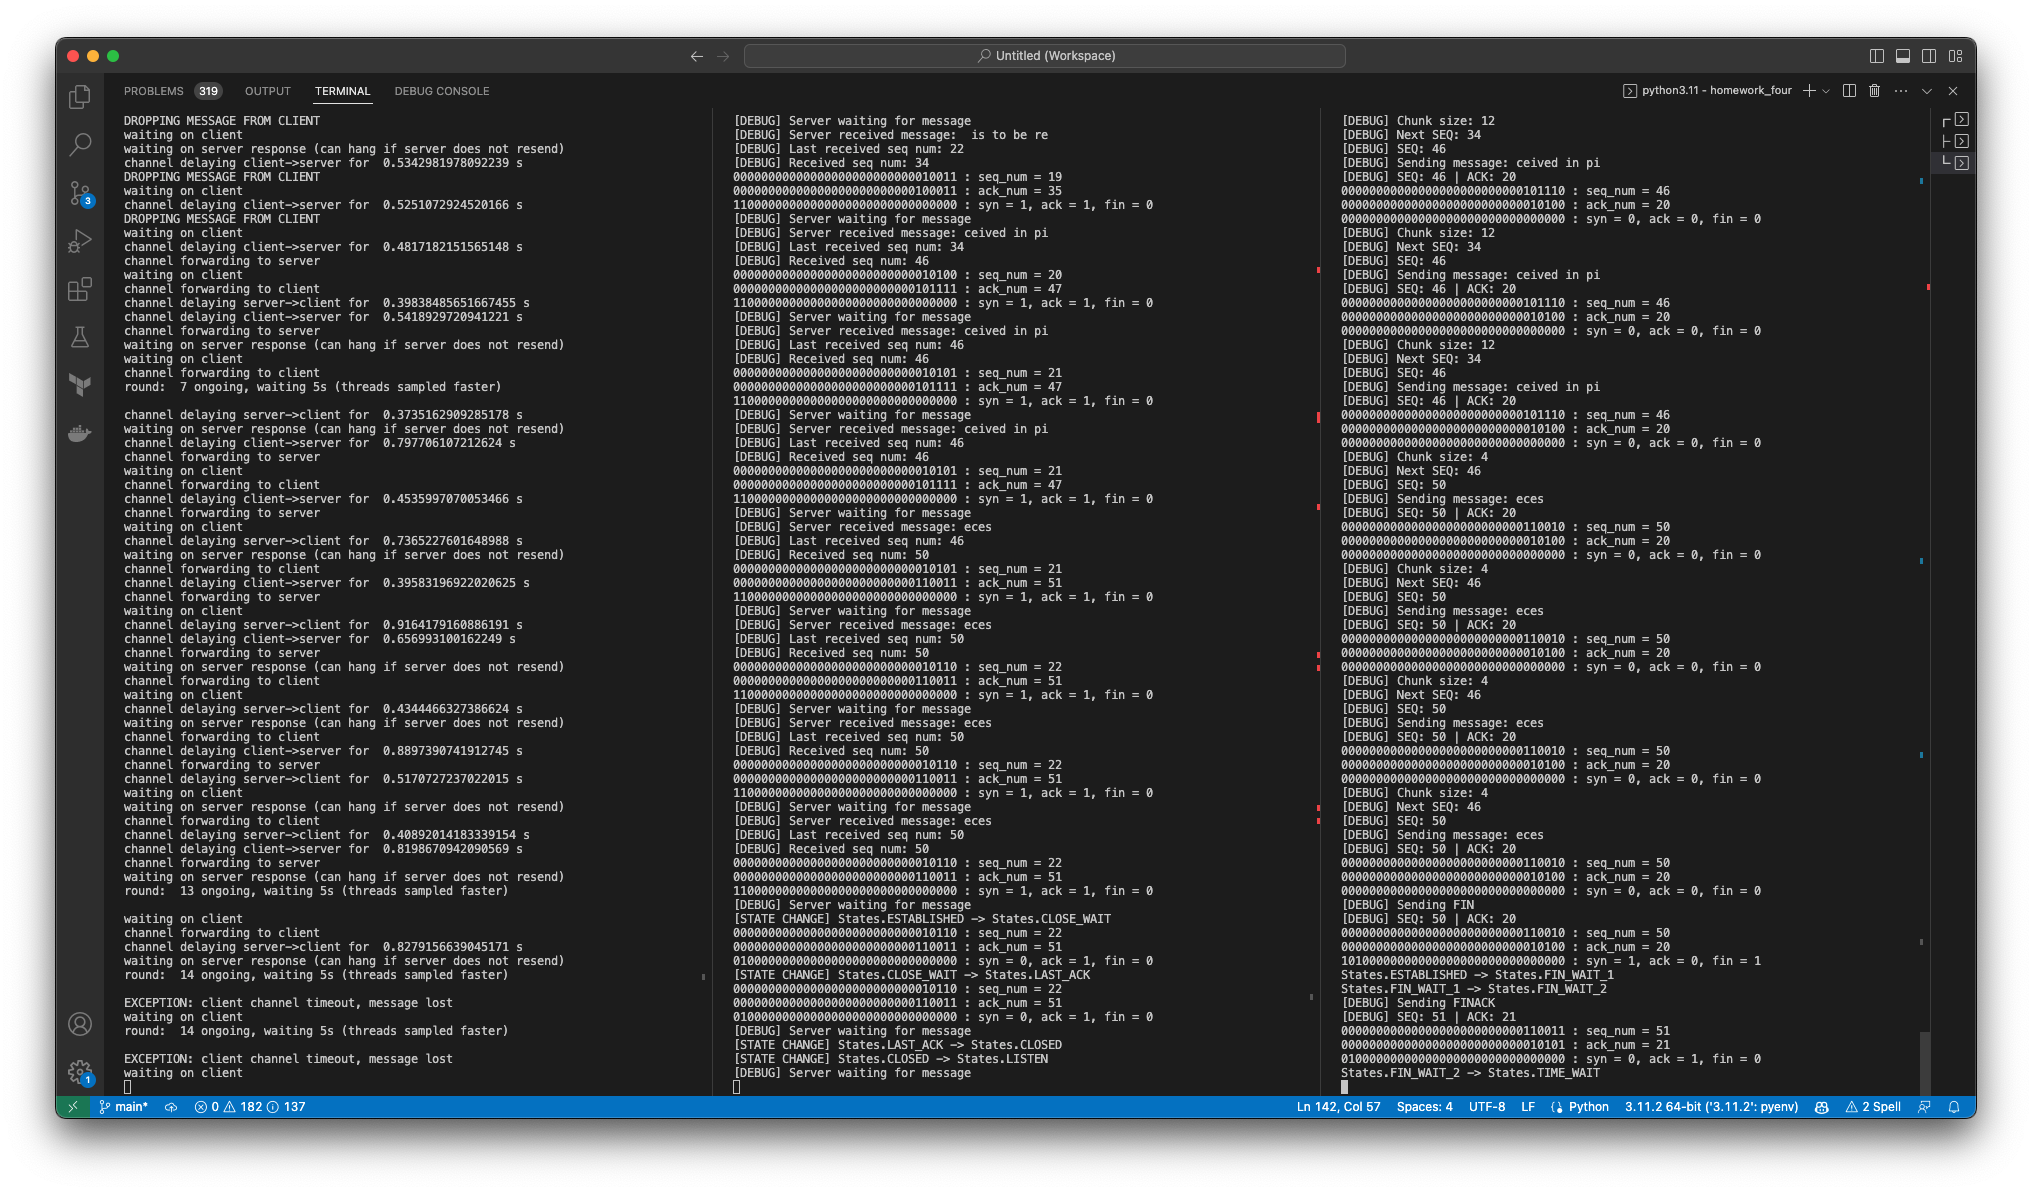 Untitled (Workspace)
PROBLEMS 319 OUTPUT TERMINAL DEBUG CONSOLE
python3.11 - homework_four
DROPPING MESSAGE FROM CLIENT
waiting on client
waiting on server response (can hang if server does not resend)
channel delaying client->server for  0.5342981978092239 s
DROPPING MESSAGE FROM CLIENT
waiting on client
channel delaying client->server for  0.5251072924520166 s
DROPPING MESSAGE FROM CLIENT
waiting on client
channel delaying client->server for  0.4817182151565148 s
channel forwarding to server
waiting on client
channel forwarding to client
channel delaying server->client for  0.39838485651667455 s
channel delaying client->server for  0.5418929720941221 s
channel forwarding to server
waiting on server response (can hang if server does not resend)
waiting on client
channel forwarding to client
round:  7 ongoing, waiting 5s (threads sampled faster)
channel delaying server->client for  0.3735162909285178 s
waiting on server response (can hang if server does not resend)
channel delaying client->server for  0.797706107212624 s
channel forwarding to server
waiting on client
channel forwarding to client
channel delaying client->server for  0.4535997070053466 s
channel forwarding to server
waiting on client
channel delaying server->client for  0.7365227601648988 s
waiting on server response (can hang if server does not resend)
channel forwarding to client
channel delaying client->server for  0.39583196922020625 s
channel forwarding to server
waiting on client
channel delaying server->client for  0.9164179160886191 s
channel delaying client->server for  0.656993100162249 s
channel forwarding to server
waiting on server response (can hang if server does not resend)
channel forwarding to client
waiting on client
channel delaying server->client for  0.4344466327386624 s
waiting on server response (can hang if server does not resend)
channel forwarding to client
channel delaying client->server for  0.8897390741912745 s
channel forwarding to server
channel delaying server->client for  0.5170727237022015 s
waiting on client
waiting on server response (can hang if server does not resend)
channel forwarding to client
channel delaying server->client for  0.40892014183339154 s
channel delaying client->server for  0.8198670942090569 s
channel forwarding to server
waiting on server response (can hang if server does not resend)
round:  13 ongoing, waiting 5s (threads sampled faster)
waiting on client
channel forwarding to client
channel delaying server->client for  0.8279156639045171 s
waiting on server response (can hang if server does not resend)
round:  14 ongoing, waiting 5s (threads sampled faster)
EXCEPTION: client channel timeout, message lost
waiting on client
round:  14 ongoing, waiting 5s (threads sampled faster)
EXCEPTION: client channel timeout, message lost
waiting on client
[DEBUG] Server waiting for message
[DEBUG] Server received message:  is to be re
[DEBUG] Last received seq num: 22
[DEBUG] Received seq num: 34
00000000000000000000000000010011 : seq_num = 19
00000000000000000000000000100011 : ack_num = 35
11000000000000000000000000000000 : syn = 1, ack = 1, fin = 0
[DEBUG] Server waiting for message
[DEBUG] Server received message: ceived in pi
[DEBUG] Last received seq num: 34
[DEBUG] Received seq num: 46
00000000000000000000000000010100 : seq_num = 20
00000000000000000000000000101111 : ack_num = 47
11000000000000000000000000000000 : syn = 1, ack = 1, fin = 0
[DEBUG] Server waiting for message
[DEBUG] Server received message: ceived in pi
[DEBUG] Last received seq num: 46
[DEBUG] Received seq num: 46
00000000000000000000000000010101 : seq_num = 21
00000000000000000000000000101111 : ack_num = 47
11000000000000000000000000000000 : syn = 1, ack = 1, fin = 0
[DEBUG] Server waiting for message
[DEBUG] Server received message: ceived in pi
[DEBUG] Last received seq num: 46
[DEBUG] Received seq num: 46
00000000000000000000000000010101 : seq_num = 21
00000000000000000000000000101111 : ack_num = 47
11000000000000000000000000000000 : syn = 1, ack = 1, fin = 0
[DEBUG] Server waiting for message
[DEBUG] Server received message: eces
[DEBUG] Last received seq num: 46
[DEBUG] Received seq num: 50
00000000000000000000000000010101 : seq_num = 21
00000000000000000000000000110011 : ack_num = 51
11000000000000000000000000000000 : syn = 1, ack = 1, fin = 0
[DEBUG] Server waiting for message
[DEBUG] Server received message: eces
[DEBUG] Last received seq num: 50
[DEBUG] Received seq num: 50
00000000000000000000000000010110 : seq_num = 22
00000000000000000000000000110011 : ack_num = 51
11000000000000000000000000000000 : syn = 1, ack = 1, fin = 0
[DEBUG] Server waiting for message
[DEBUG] Server received message: eces
[DEBUG] Last received seq num: 50
[DEBUG] Received seq num: 50
00000000000000000000000000010110 : seq_num = 22
00000000000000000000000000110011 : ack_num = 51
11000000000000000000000000000000 : syn = 1, ack = 1, fin = 0
[DEBUG] Server waiting for message
[DEBUG] Server received message: eces
[DEBUG] Last received seq num: 50
[DEBUG] Received seq num: 50
00000000000000000000000000010110 : seq_num = 22
00000000000000000000000000110011 : ack_num = 51
11000000000000000000000000000000 : syn = 1, ack = 1, fin = 0
[DEBUG] Server waiting for message
[STATE CHANGE] States.ESTABLISHED -> States.CLOSE_WAIT
00000000000000000000000000010110 : seq_num = 22
00000000000000000000000000110011 : ack_num = 51
01000000000000000000000000000000 : syn = 0, ack = 1, fin = 0
[STATE CHANGE] States.CLOSE_WAIT -> States.LAST_ACK
00000000000000000000000000010110 : seq_num = 22
00000000000000000000000000110011 : ack_num = 51
01000000000000000000000000000000 : syn = 0, ack = 1, fin = 0
[DEBUG] Server waiting for message
[STATE CHANGE] States.LAST_ACK -> States.CLOSED
[STATE CHANGE] States.CLOSED -> States.LISTEN
[DEBUG] Server waiting for message
[DEBUG] Chunk size: 12
[DEBUG] Next SEQ: 34
[DEBUG] SEQ: 46
[DEBUG] Sending message: ceived in pi
[DEBUG] SEQ: 46 | ACK: 20
00000000000000000000000000101110 : seq_num = 46
00000000000000000000000000010100 : ack_num = 20
00000000000000000000000000000000 : syn = 0, ack = 0, fin = 0
[DEBUG] Chunk size: 12
[DEBUG] Next SEQ: 34
[DEBUG] SEQ: 46
[DEBUG] Sending message: ceived in pi
[DEBUG] SEQ: 46 | ACK: 20
00000000000000000000000000101110 : seq_num = 46
00000000000000000000000000010100 : ack_num = 20
00000000000000000000000000000000 : syn = 0, ack = 0, fin = 0
[DEBUG] Chunk size: 12
[DEBUG] Next SEQ: 34
[DEBUG] SEQ: 46
[DEBUG] Sending message: ceived in pi
[DEBUG] SEQ: 46 | ACK: 20
00000000000000000000000000101110 : seq_num = 46
00000000000000000000000000010100 : ack_num = 20
00000000000000000000000000000000 : syn = 0, ack = 0, fin = 0
[DEBUG] Chunk size: 4
[DEBUG] Next SEQ: 46
[DEBUG] SEQ: 50
[DEBUG] Sending message: eces
[DEBUG] SEQ: 50 | ACK: 20
00000000000000000000000000110010 : seq_num = 50
00000000000000000000000000010100 : ack_num = 20
00000000000000000000000000000000 : syn = 0, ack = 0, fin = 0
[DEBUG] Chunk size: 4
[DEBUG] Next SEQ: 46
[DEBUG] SEQ: 50
[DEBUG] Sending message: eces
[DEBUG] SEQ: 50 | ACK: 20
00000000000000000000000000110010 : seq_num = 50
00000000000000000000000000010100 : ack_num = 20
00000000000000000000000000000000 : syn = 0, ack = 0, fin = 0
[DEBUG] Chunk size: 4
[DEBUG] Next SEQ: 46
[DEBUG] SEQ: 50
[DEBUG] Sending message: eces
[DEBUG] SEQ: 50 | ACK: 20
00000000000000000000000000110010 : seq_num = 50
00000000000000000000000000010100 : ack_num = 20
00000000000000000000000000000000 : syn = 0, ack = 0, fin = 0
[DEBUG] Chunk size: 4
[DEBUG] Next SEQ: 46
[DEBUG] SEQ: 50
[DEBUG] Sending message: eces
[DEBUG] SEQ: 50 | ACK: 20
00000000000000000000000000110010 : seq_num = 50
00000000000000000000000000010100 : ack_num = 20
00000000000000000000000000000000 : syn = 0, ack = 0, fin = 0
[DEBUG] Sending FIN
[DEBUG] SEQ: 50 | ACK: 20
00000000000000000000000000110010 : seq_num = 50
00000000000000000000000000010100 : ack_num = 20
10100000000000000000000000000000 : syn = 1, ack = 0, fin = 1
States.ESTABLISHED -> States.FIN_WAIT_1
States.FIN_WAIT_1 -> States.FIN_WAIT_2
[DEBUG] Sending FINACK
[DEBUG] SEQ: 51 | ACK: 21
00000000000000000000000000110011 : seq_num = 51
00000000000000000000000000010101 : ack_num = 21
01000000000000000000000000000000 : syn = 0, ack = 1, fin = 0
States.FIN_WAIT_2 -> States.TIME_WAIT
3
1
main* 0 182 137 Ln 142, Col 57 Spaces: 4 UTF-8 LF Python 3.11.2 64-bit ('3.11.2': pyenv) 2 Spell